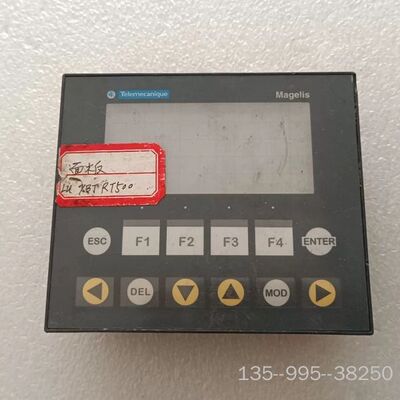 Telemecanique
Magelis
面板
XBTRT500
ESC
F1
F2
F3
F4
ENTER
DEL
MOD
135--995--38250